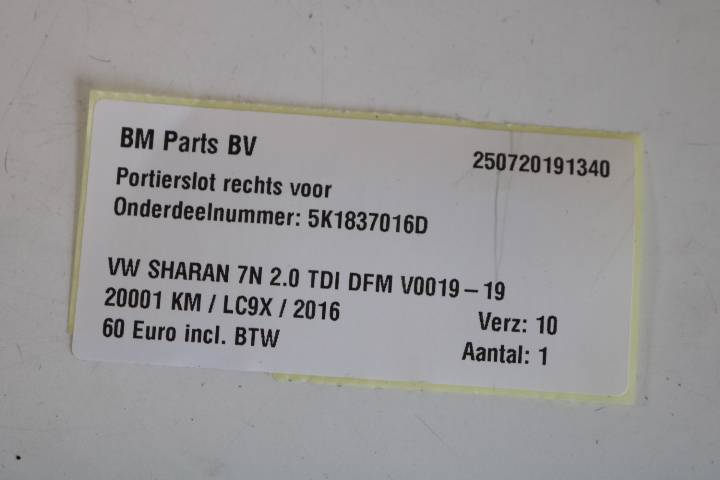 BM Parts BV
250720191340
Portierslot rechts voor
Onderdeelnummer: 5K1837016D
VW SHARAN 7N 2.0 TDI DFM V0019 – 19
20001 KM / LC9X / 2016
Verz: 10
60 Euro incl. BTW
Aantal: 1